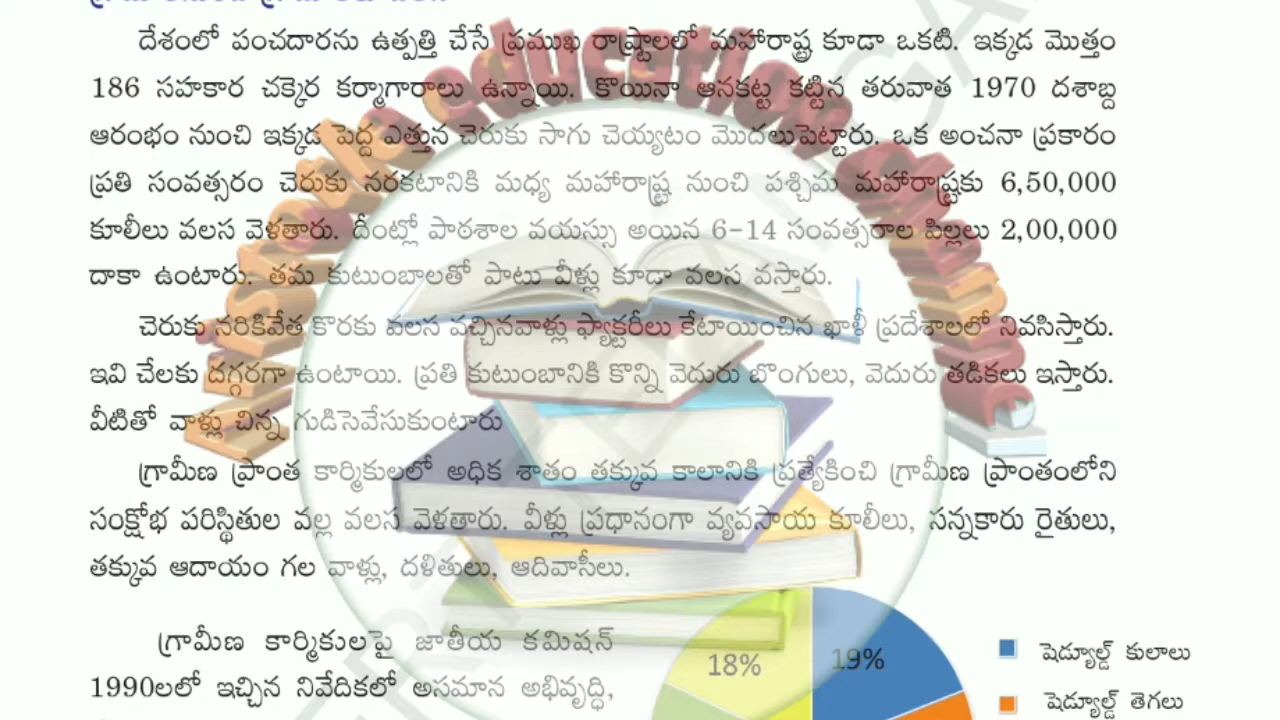 దేశంలో పంచదారను ఉత్పత్తి చేసే ప్రముఖ రాష్ట్రాలలో మహారాష్ట్ర కూడా ఒకటి. ఇక్కడ మొత్తం
186 సహకార చక్కెర కర్మాగారాలు ఉన్నాయి. కొయినా ఆనకట్ట కట్టిన తరువాత 1970 దశాబ్ద
ఆరంభం నుంచి ఇక్కడ పెద్ద ఎత్తున చెరుకు సాగు చెయ్యటం మొదలుపెట్టారు. ఒక అంచనా ప్రకారం
ప్రతి సంవత్సరం చెరుకు నరకటానికి మధ్య మహారాష్ట్ర నుంచి పశ్చిమ మహారాష్ట్రకు 6,50,000
కూలీలు వలస వెళతారు. దీంట్లో పాఠశాల వయస్సు అయిన 6-14 సంవత్సరాల పిల్లలు 2,00,000
దాకా ఉంటారు. తమ కుటుంబాలతో పాటు వీళ్లు కూడా వలస వస్తారు.
చెరుకు నరికివేత కొరకు వలస వచ్చినవాళ్లు ఫ్యాక్టరీలు కేటాయించిన ఖాళీ ప్రదేశాలలో నివసిస్తారు.
ఇవి చేలకు దగ్గరగా ఉంటాయి. ప్రతి కుటుంబానికి కొన్ని వెదురు బొంగులు, వెదురు తడికలు ఇస్తారు.
వీటితో వాళ్లు చిన్న గుడిసెవేసుకుంటారు
గ్రామీణ ప్రాంత కార్మికులలో అధిక శాతం తక్కువ కాలానికి ప్రత్యేకించి గ్రామీణ ప్రాంతంలోని
సంక్షోభ పరిస్థితుల వల్ల వలస వెళతారు. వీళ్లు ప్రధానంగా వ్యవసాయ కూలీలు, సన్నకారు రైతులు,
తక్కువ ఆదాయం గల వాళ్లు, దళితులు, ఆదివాసీలు.
గ్రామీణ కార్మికులపై జాతీయ కమిషన్
1990లలో ఇచ్చిన నివేదికలో అసమాన అభివృద్ధి,
18%
19%
షెడ్యూల్డ్ కులాలు
షెడ్యూల్డ్ తెగలు